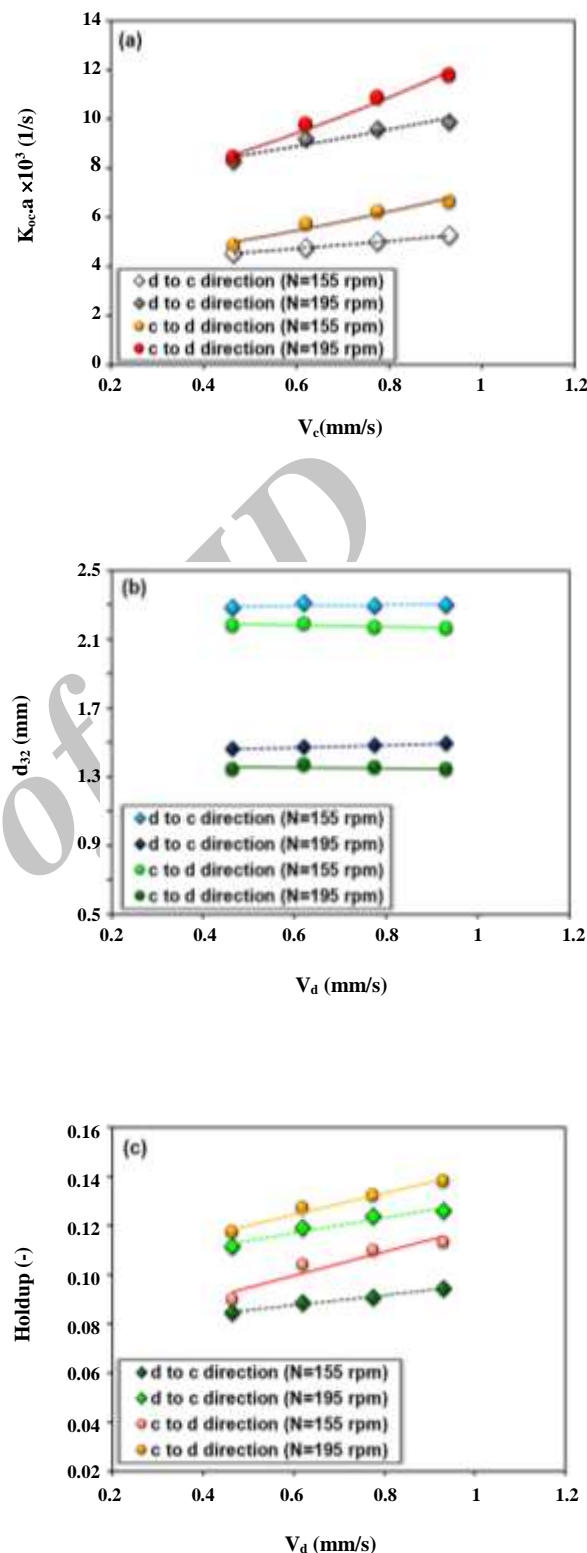 14
(a)
12
10
8
6
4
2
0
K_oc.a ×10³ (1/s)
d to c direction (N=155 rpm)
d to c direction (N=195 rpm)
c to d direction (N=155 rpm)
c to d direction (N=195 rpm)
0.2 0.4 0.6 0.8 1 1.2
V_c(mm/s)
of
2.5
(b)
2.1
1.7
1.3
0.9
0.5
d_32 (mm)
d to c direction (N=155 rpm)
d to c direction (N=195 rpm)
c to d direction (N=155 rpm)
c to d direction (N=195 rpm)
0.2 0.4 0.6 0.8 1 1.2
V_d (mm/s)
0.16
(c)
0.14
0.12
0.10
0.08
0.06
0.04
0.02
Holdup (-)
d to c direction (N=155 rpm)
d to c direction (N=195 rpm)
c to d direction (N=155 rpm)
c to d direction (N=195 rpm)
0.2 0.4 0.6 0.8 1 1.2
V_d (mm/s)